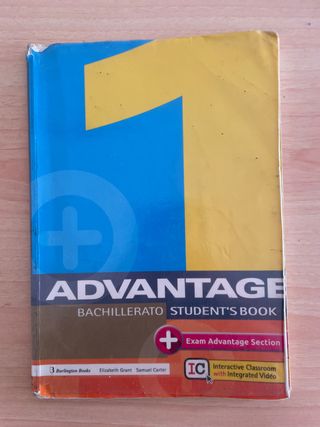 1
ADVANTAGE
BACHILLERATO STUDENT'S BOOK
+ Exam Advantage Section
IC Interactive Classroom
with Integrated Video
B Burlington Books Elizabeth Grant Samuel Carter